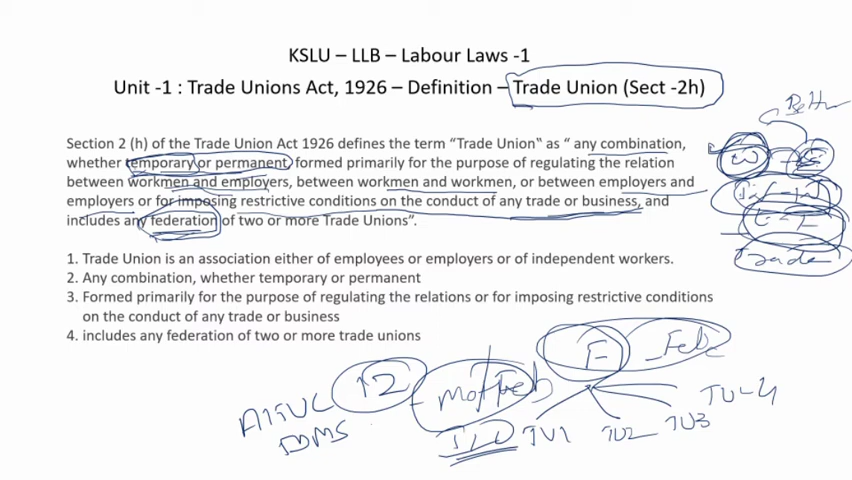 KSLU – LLB – Labour Laws -1
Unit -1 : Trade Unions Act, 1926 – Definition – Trade Union (Sect -2h)
Section 2 (h) of the Trade Union Act 1926 defines the term “Trade Union“ as “ any combination,
whether temporary or permanent formed primarily for the purpose of regulating the relation
between workmen and employers, between workmen and workmen, or between employers and
employers or for imposing restrictive conditions on the conduct of any trade or business, and
includes any federation of two or more Trade Unions”.
1. Trade Union is an association either of employees or employers or of independent workers.
2. Any combination, whether temporary or permanent
3. Formed primarily for the purpose of regulating the relations or for imposing restrictive conditions
on the conduct of any trade or business
4. includes any federation of two or more trade unions
W - E
E - E
Trade
12
F
TU1
TU2
TU3
TU-4